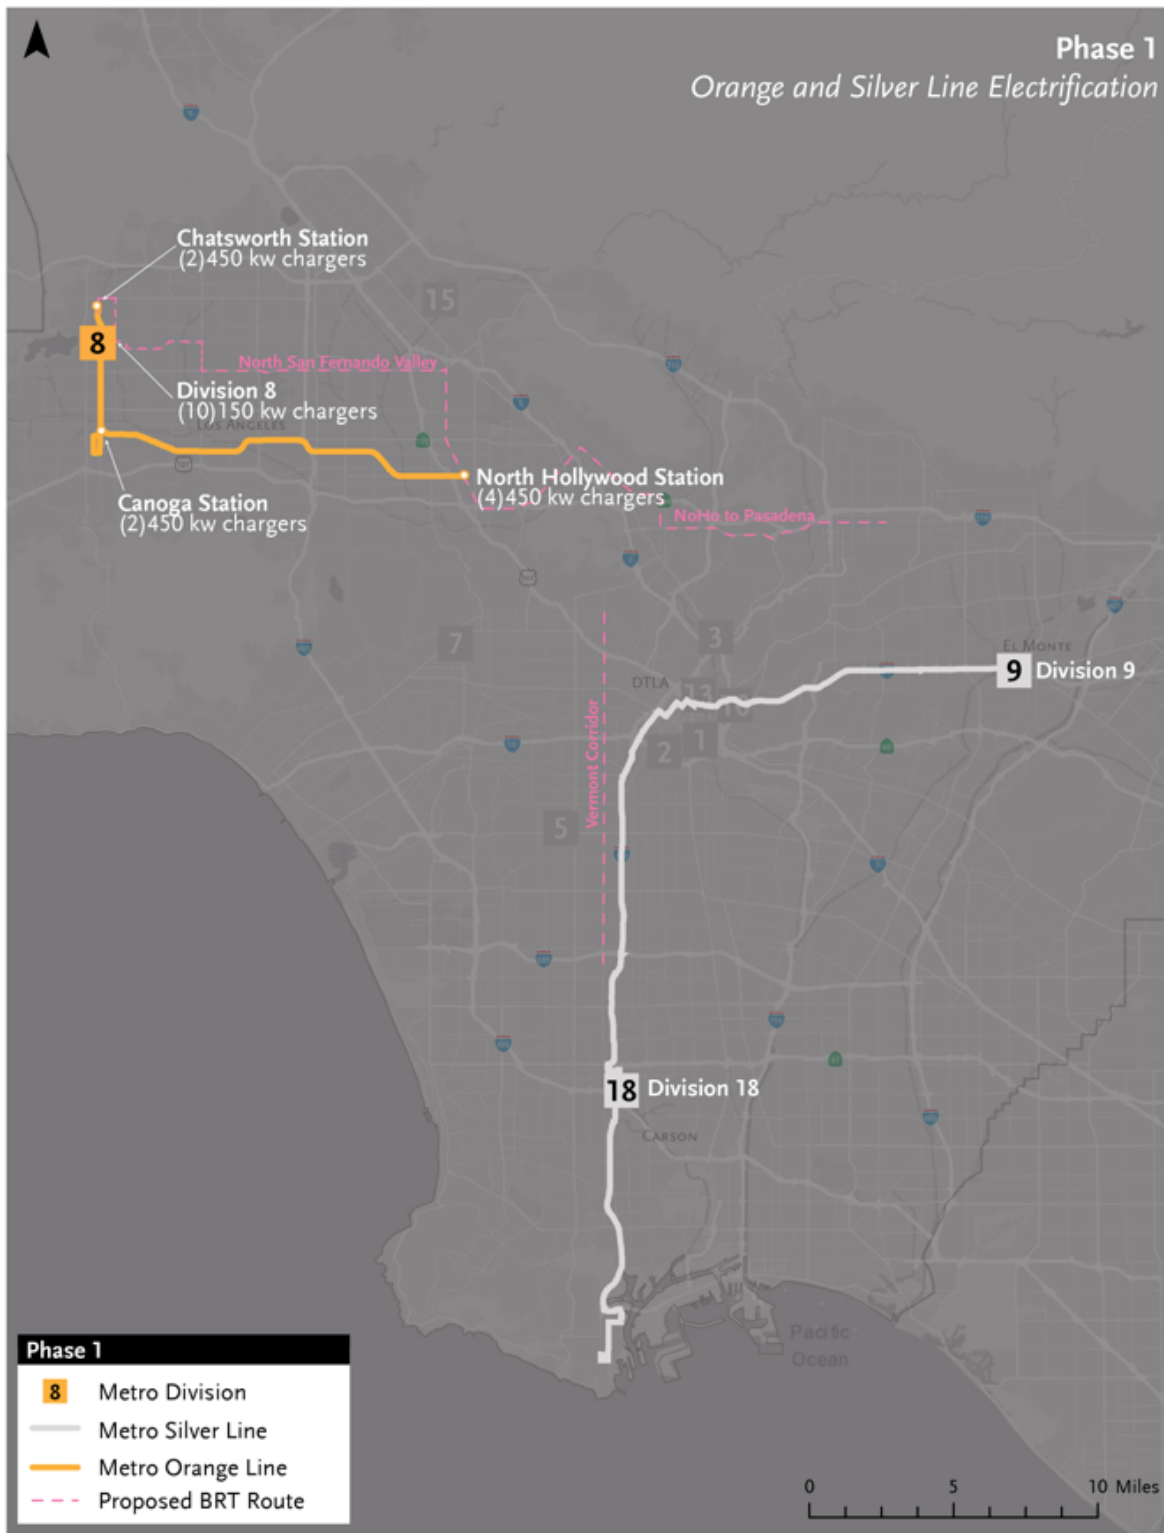 Phase 1
Orange and Silver Line Electrification
Chatsworth Station
(2)450 kw chargers
15
8
North San Fernando Valley
Division 8
(10)150 kw chargers
LOS ANGELES
North Hollywood Station
(4)450 kw chargers
Canoga Station
(2)450 kw chargers
NoHo to Pasadena
7
3
EL MONTE
9
Division 9
DTLA
13
10
1
2
Vermont Corridor
5
18
Division 18
CARSON
Pacific
Ocean
Phase 1
8
Metro Division
Metro Silver Line
Metro Orange Line
Proposed BRT Route
0
5
10 Miles